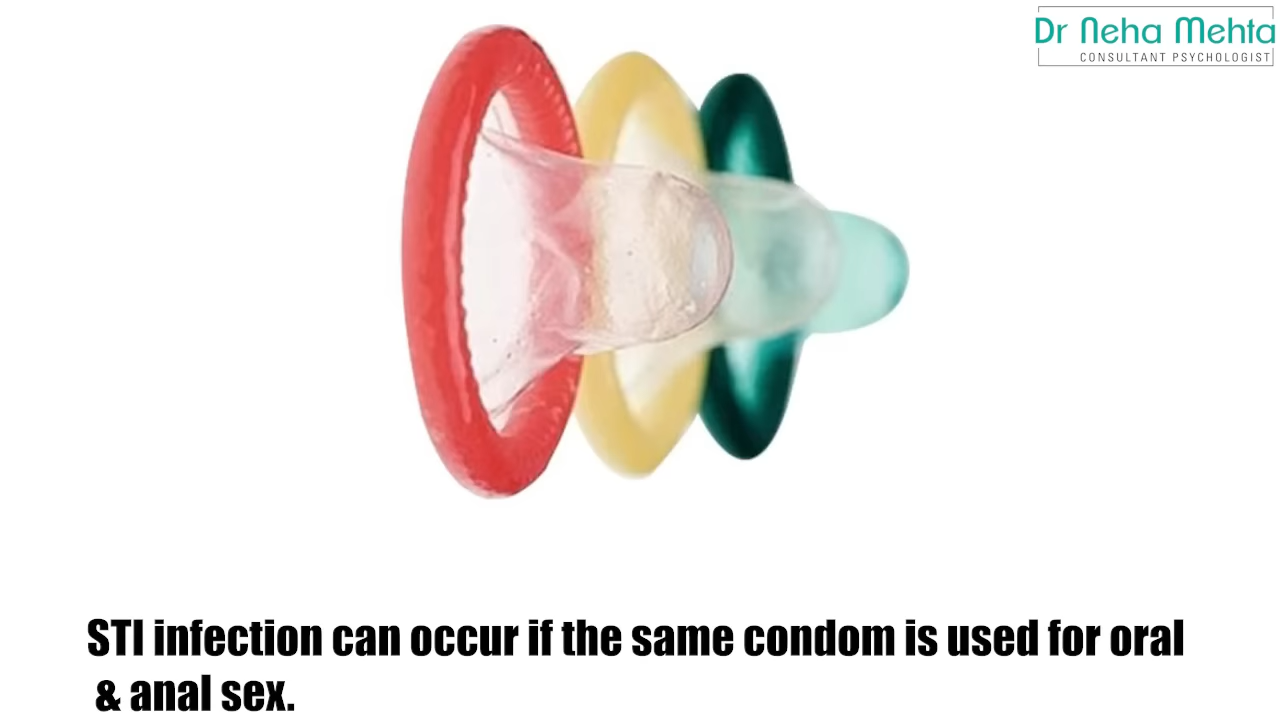 Dr Neha Mehta
CONSULTANT PSYCHOLOGIST
STI infection can occur if the same condom is used for oral
& anal sex.